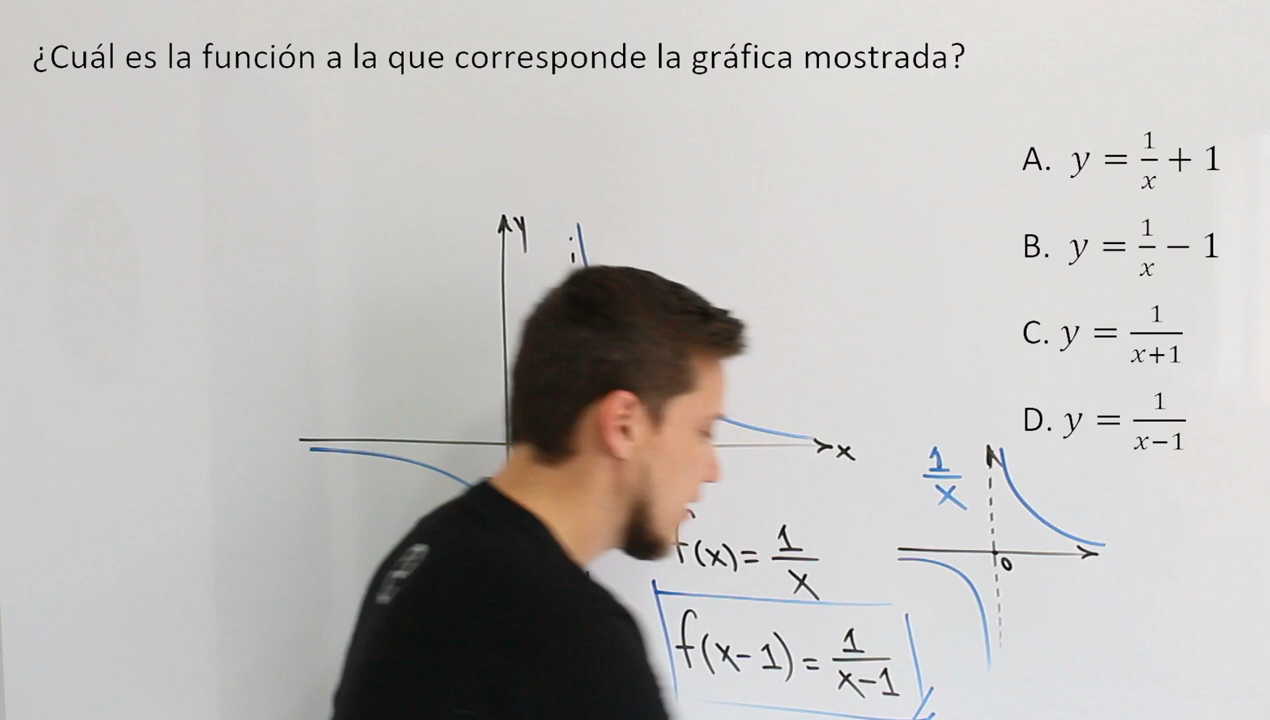 ¿Cuál es la función a la que corresponde la gráfica mostrada?
A. y = 1/x + 1
B. y = 1/x − 1
C. y = 1/(x+1)
D. y = 1/(x−1)
y
x
1/x
0
f(x) = 1/x
f(x-1) = 1/(x-1)